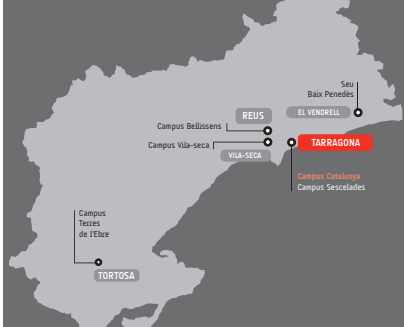 Seu
Baix Penedès
EL VENDRELL
REUS
Campus Bellissens
Campus Vila-seca
VILA-SECA
TARRAGONA
Campus Catalunya
Campus Sescelades
Campus
Terres
de l'Ebre
TORTOSA